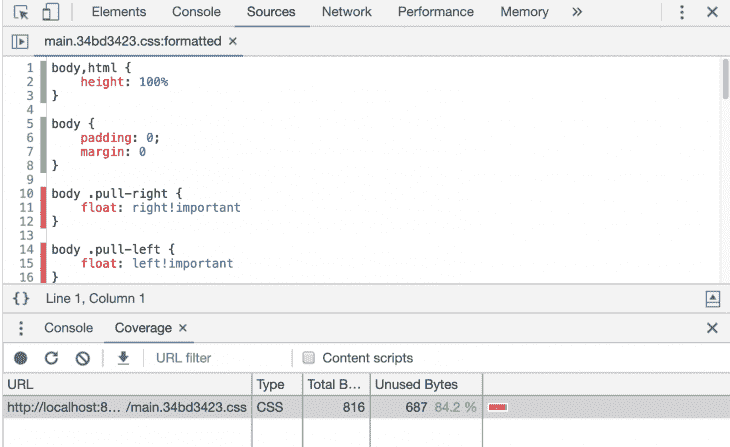 Elements Console Sources Network Performance Memory »
main.34bd3423.css:formatted ×
1 body,html {
2 height: 100%
3 }
4
5 body {
6 padding: 0;
7 margin: 0
8 }
9
10 body .pull-right {
11 float: right!important
12 }
13
14 body .pull-left {
15 float: left!important
16 }
{} Line 1, Column 1
Console Coverage ×
URL filter Content scripts
URL Type Total B… Unused Bytes
http://localhost:8… /main.34bd3423.css CSS 816 687 84.2 %